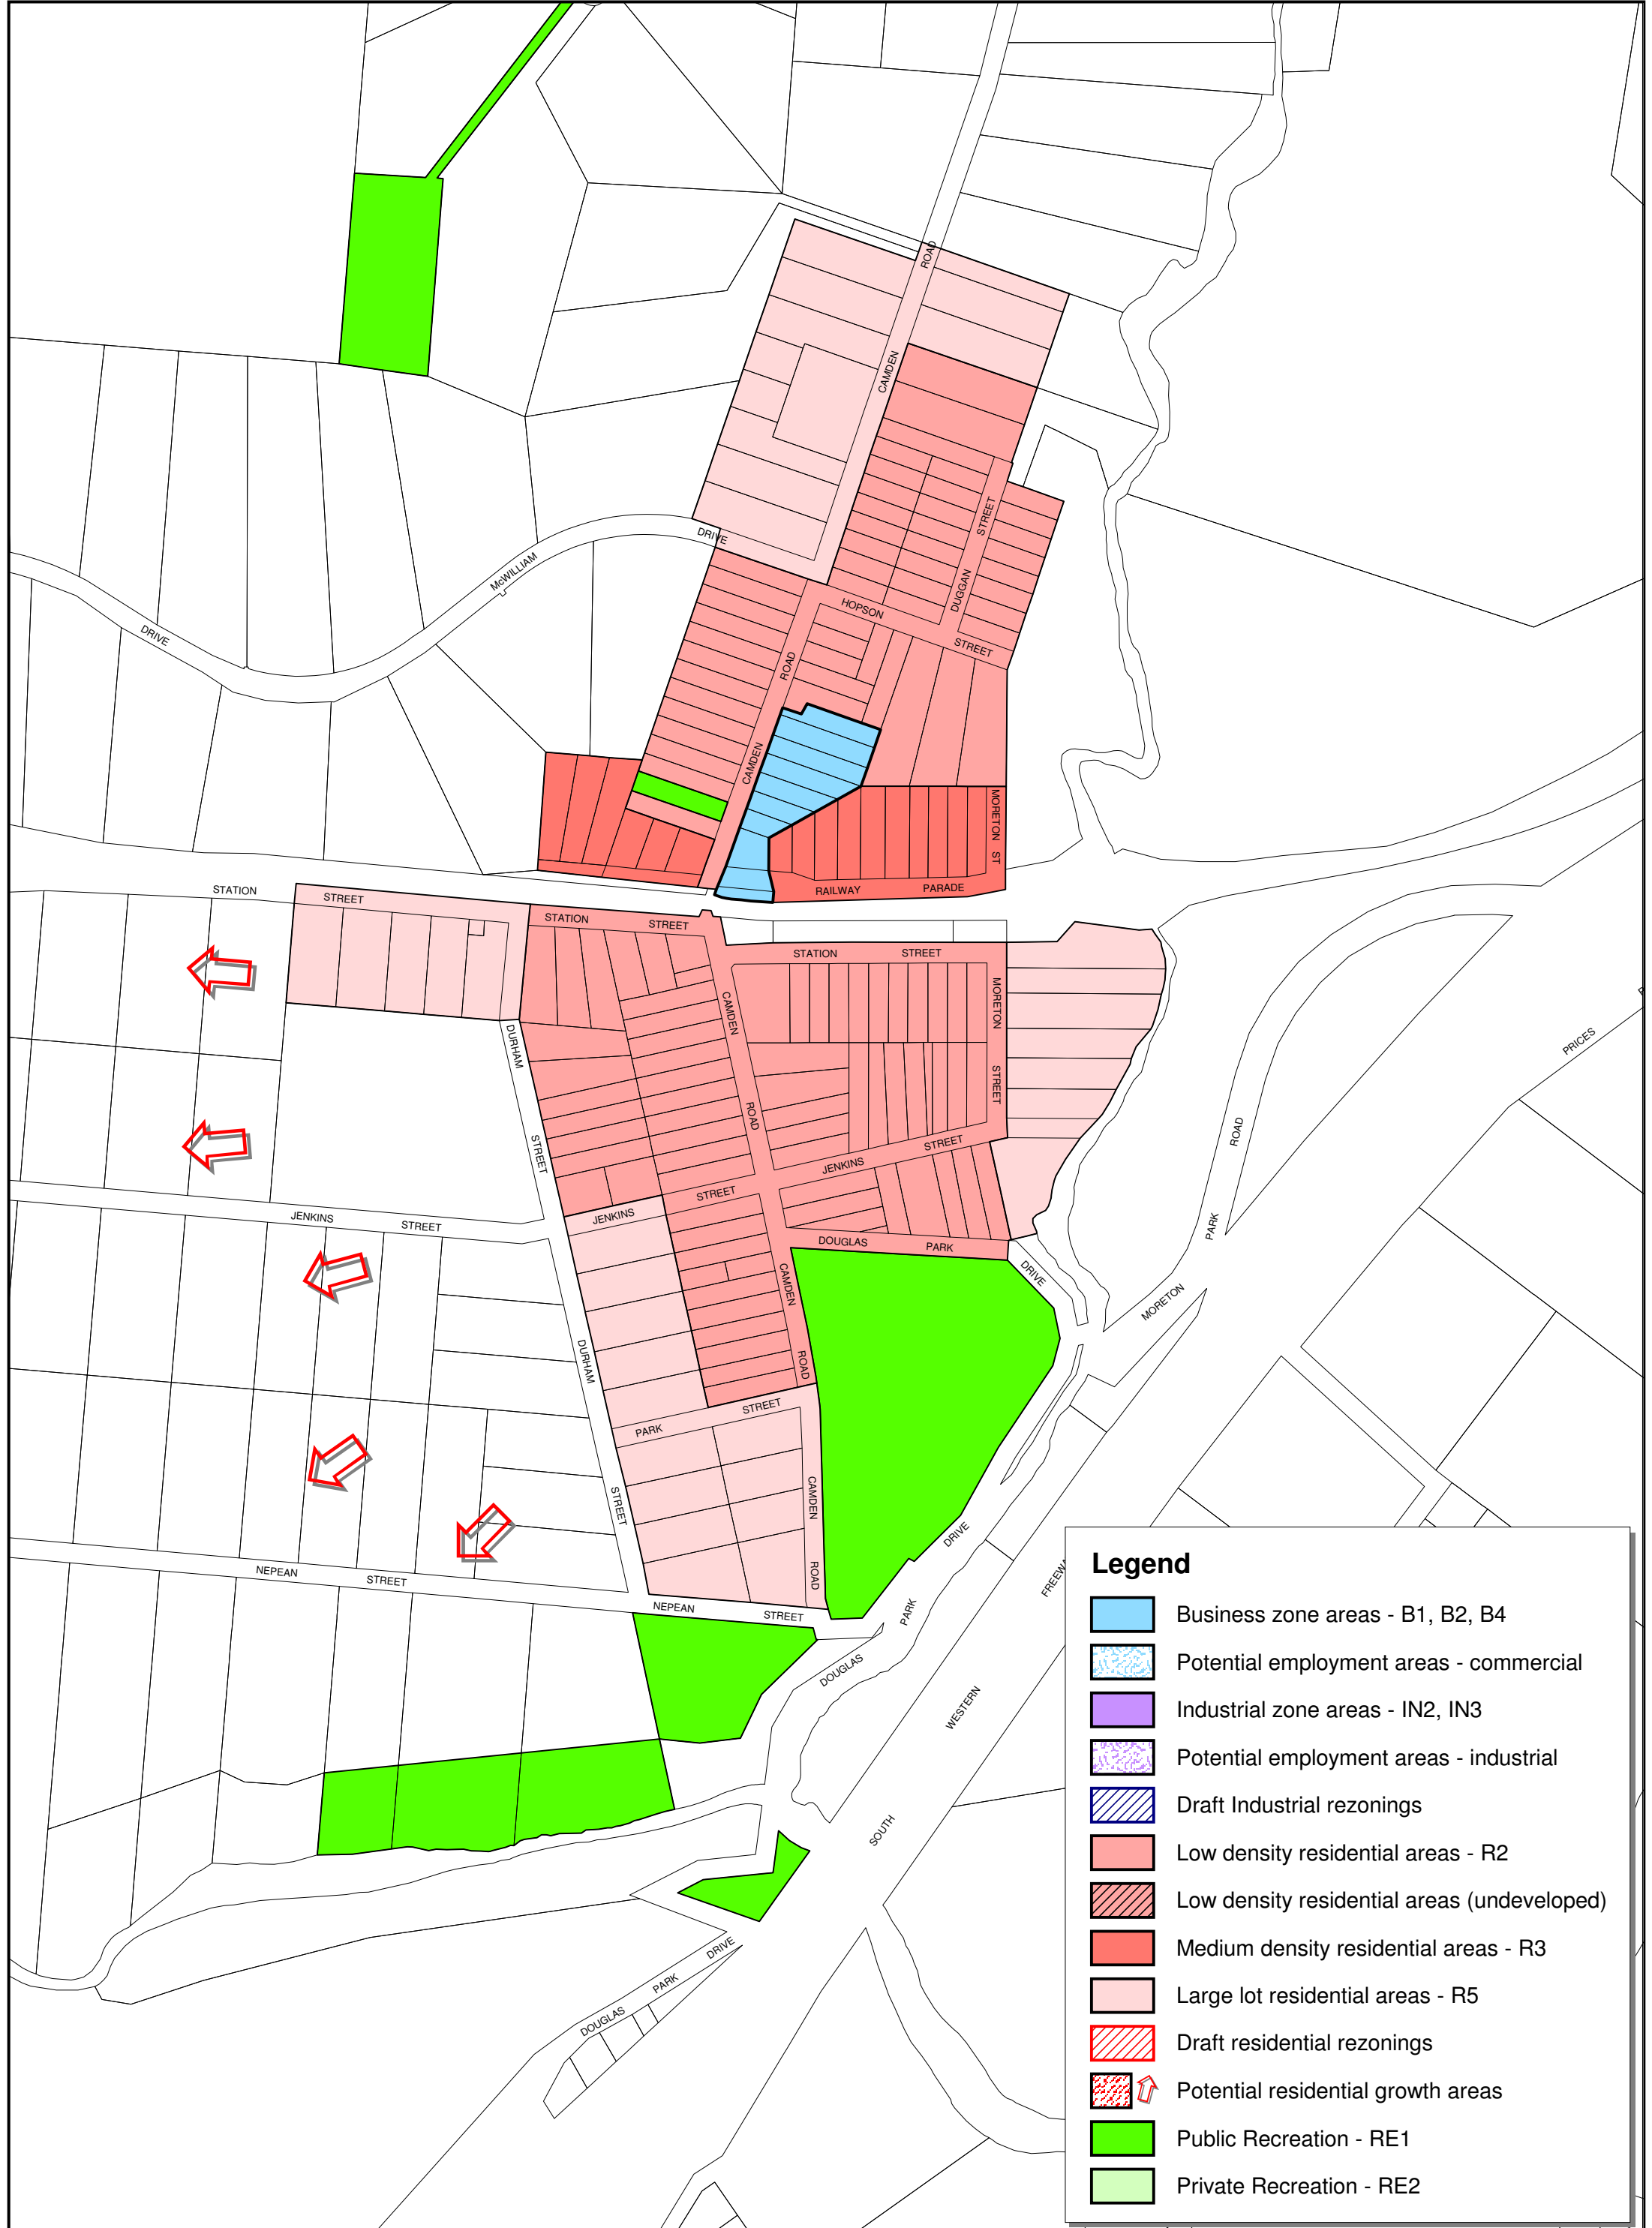 ROAD
CAMDEN
STREET
DUGGAN
DRIVE
McWILLIAM
DRIVE
HOPSON
STREET
ROAD
CAMDEN
MORETON ST
RAILWAY PARADE
STATION
STREET
STATION STREET
STATION STREET
CAMDEN
MORETON
DURHAM
PRICES
STREET
ROAD
STREET
ROAD
STREET
JENKINS
STREET
JENKINS
JENKINS STREET
PARK
DOUGLAS PARK
DRIVE
CAMDEN
MORETON
DURHAM
ROAD
STREET
PARK
CAMDEN
STREET
DRIVE
ROAD
NEPEAN STREET
NEPEAN STREET
PARK
DOUGLAS
WESTERN
SOUTH
DRIVE
PARK
DOUGLAS
Legend
Business zone areas - B1, B2, B4
Potential employment areas - commercial
Industrial zone areas - IN2, IN3
Potential employment areas - industrial
Draft Industrial rezonings
Low density residential areas - R2
Low density residential areas (undeveloped)
Medium density residential areas - R3
Large lot residential areas - R5
Draft residential rezonings
Potential residential growth areas
Public Recreation - RE1
Private Recreation - RE2